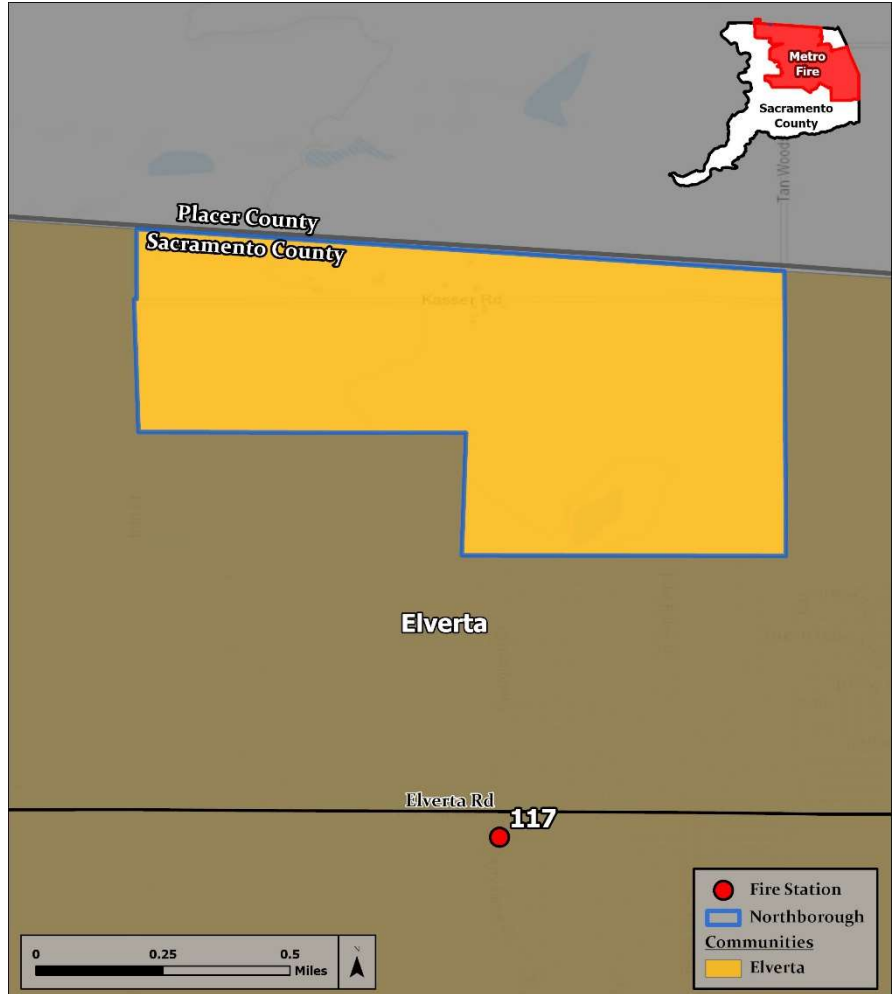 Metro
Fire
Sacramento
County
Tan Wood
Placer County
Sacramento County
Kasser Rd
Elverta
Elverta Rd
117
Fire Station
Northborough
Communities
Elverta
0 0.25 0.5
Miles
N